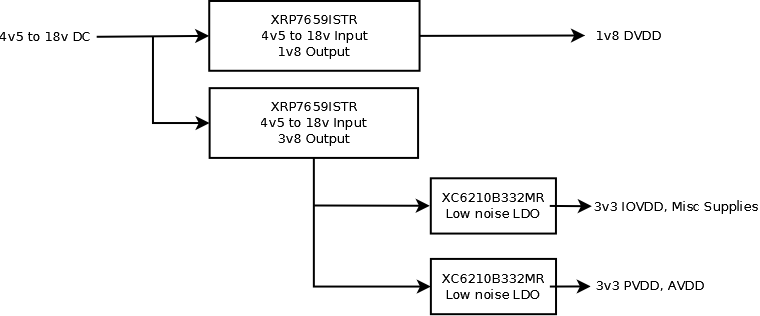 4v5 to 18v DC
XRP7659ISTR
4v5 to 18v Input
1v8 Output
1v8 DVDD
XRP7659ISTR
4v5 to 18v Input
3v8 Output
XC6210B332MR
Low noise LDO
3v3 IOVDD, Misc Supplies
XC6210B332MR
Low noise LDO
3v3 PVDD, AVDD